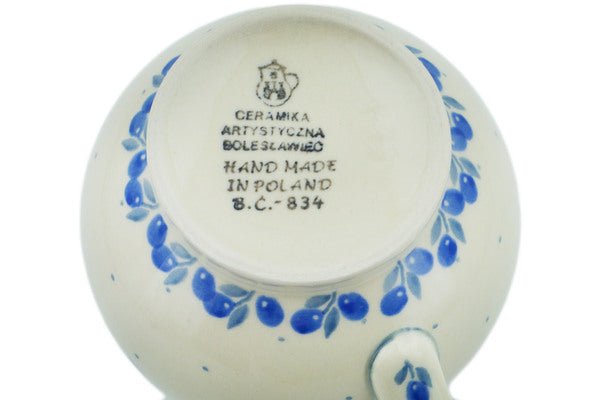 CERAMIKA
ARTYSTYCZNA
BOLESŁAWIEC
HAND MADE
IN POLAND
B.C.-834